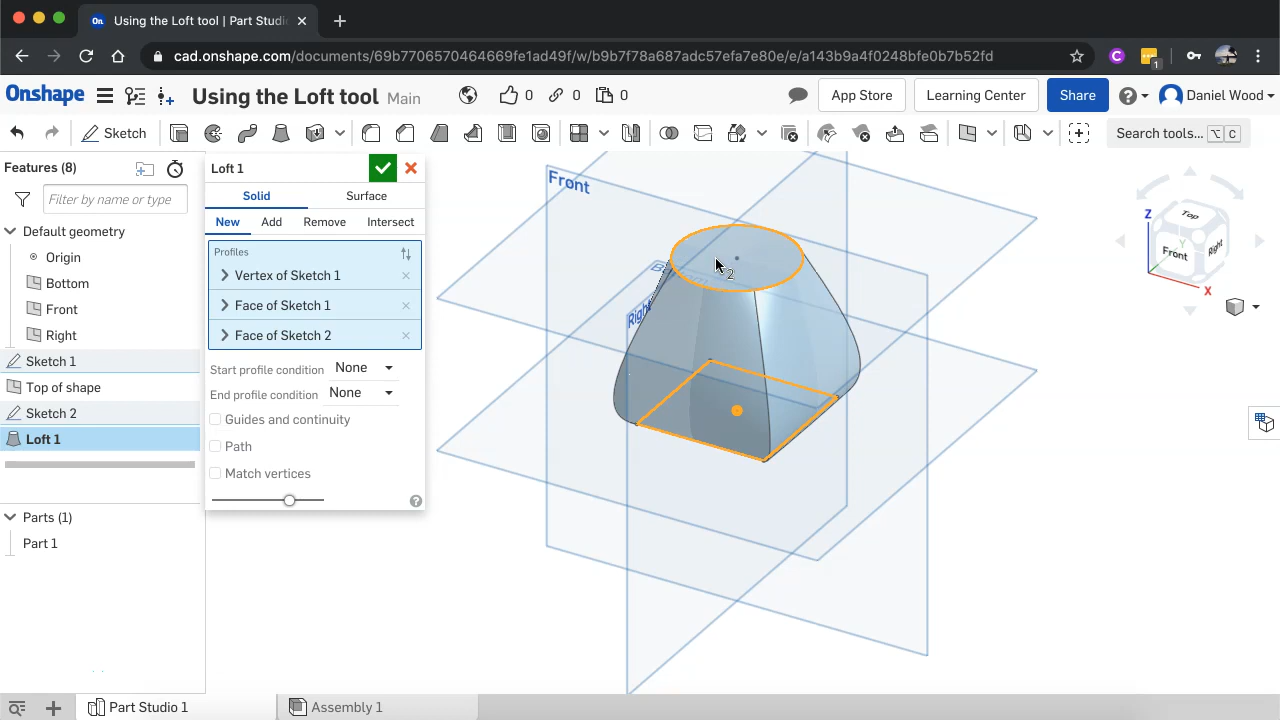 On Using the Loft tool | Part Studi × +
cad.onshape.com/documents/69b7706570464669fe1ad49f/w/b9b7f78a687adc57efa7e80e/e/a143b9a4f0248bfe0b7b52fd C 1
Onshape Using the Loft tool Main 0 0 0 App Store Learning Center Share Daniel Wood
Sketch Search tools... ⌥ C
Features (8)
Filter by name or type
Default geometry
Origin
Bottom
Front
Right
Sketch 1
Top of shape
Sketch 2
Loft 1
Parts (1)
Part 1
Loft 1
Solid Surface
New Add Remove Intersect
Profiles
Vertex of Sketch 1 ×
Face of Sketch 1 ×
Face of Sketch 2 ×
Start profile condition None
End profile condition None
Guides and continuity
Path
Match vertices
?
Front
2
Z
Top
Y
Front Right
X
Part Studio 1 Assembly 1